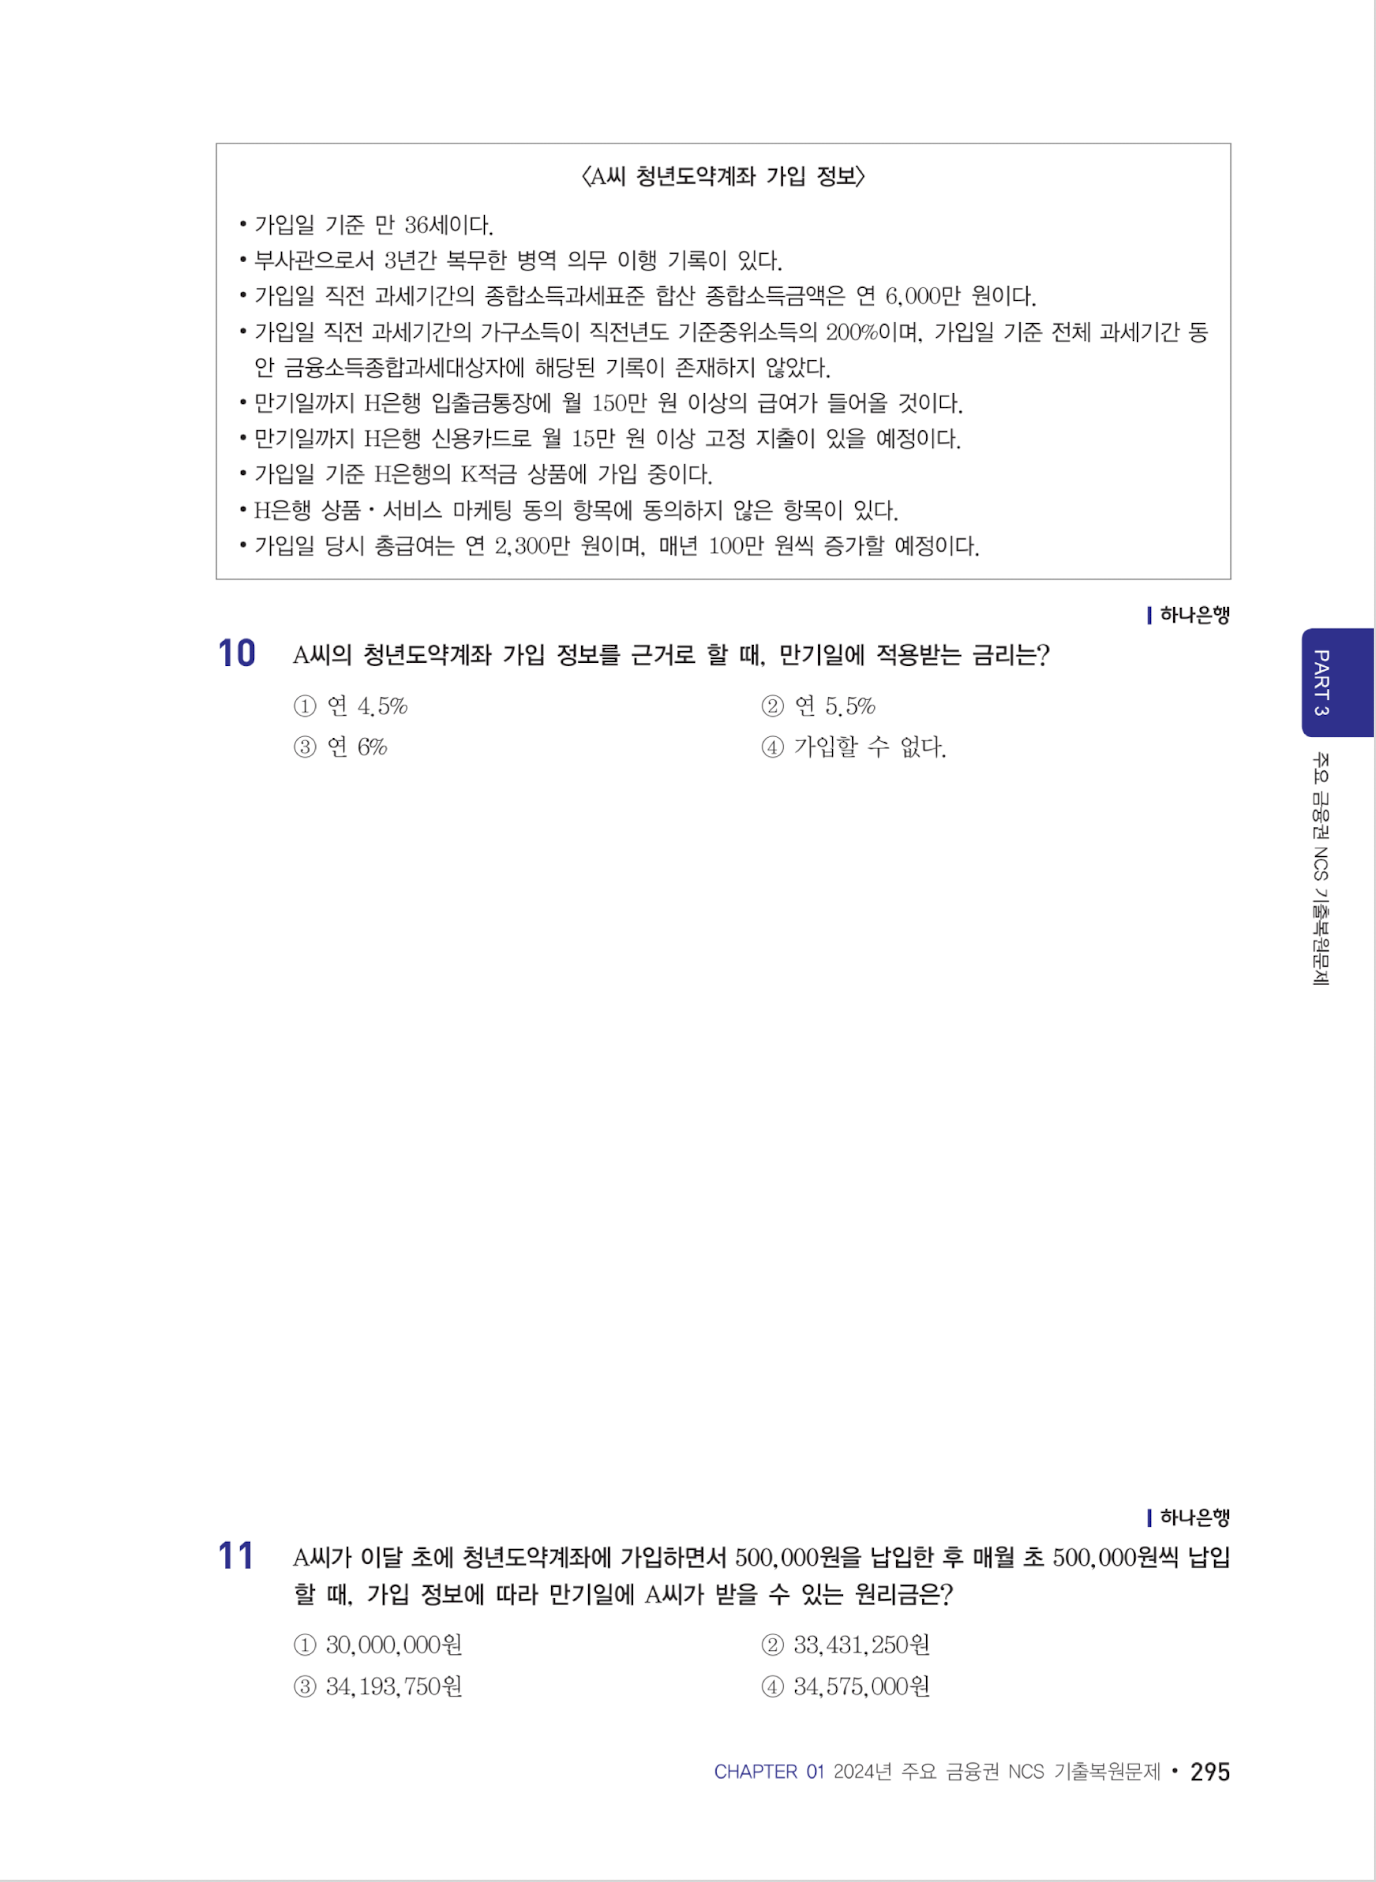 〈A씨 청년도약계좌 가입 정보〉
• 가입일 기준 만 36세이다.
• 부사관으로서 3년간 복무한 병역 의무 이행 기록이 있다.
• 가입일 직전 과세기간의 종합소득과세표준 합산 종합소득금액은 연 6,000만 원이다.
• 가입일 직전 과세기간의 가구소득이 직전년도 기준중위소득의 200%이며, 가입일 기준 전체 과세기간 동
안 금융소득종합과세대상자에 해당된 기록이 존재하지 않았다.
• 만기일까지 H은행 입출금통장에 월 150만 원 이상의 급여가 들어올 것이다.
• 만기일까지 H은행 신용카드로 월 15만 원 이상 고정 지출이 있을 예정이다.
• 가입일 기준 H은행의 K적금 상품에 가입 중이다.
• H은행 상품·서비스 마케팅 동의 항목에 동의하지 않은 항목이 있다.
• 가입일 당시 총급여는 연 2,300만 원이며, 매년 100만 원씩 증가할 예정이다.
하나은행
10 A씨의 청년도약계좌 가입 정보를 근거로 할 때, 만기일에 적용받는 금리는?
① 연 4.5% ② 연 5.5%
③ 연 6% ④ 가입할 수 없다.
PART 3
주요 금융권 NCS 기출복원문제
하나은행
11 A씨가 이달 초에 청년도약계좌에 가입하면서 500,000원을 납입한 후 매월 초 500,000원씩 납입
할 때, 가입 정보에 따라 만기일에 A씨가 받을 수 있는 원리금은?
① 30,000,000원 ② 33,431,250원
③ 34,193,750원 ④ 34,575,000원
CHAPTER 01 2024년 주요 금융권 NCS 기출복원문제 • 295